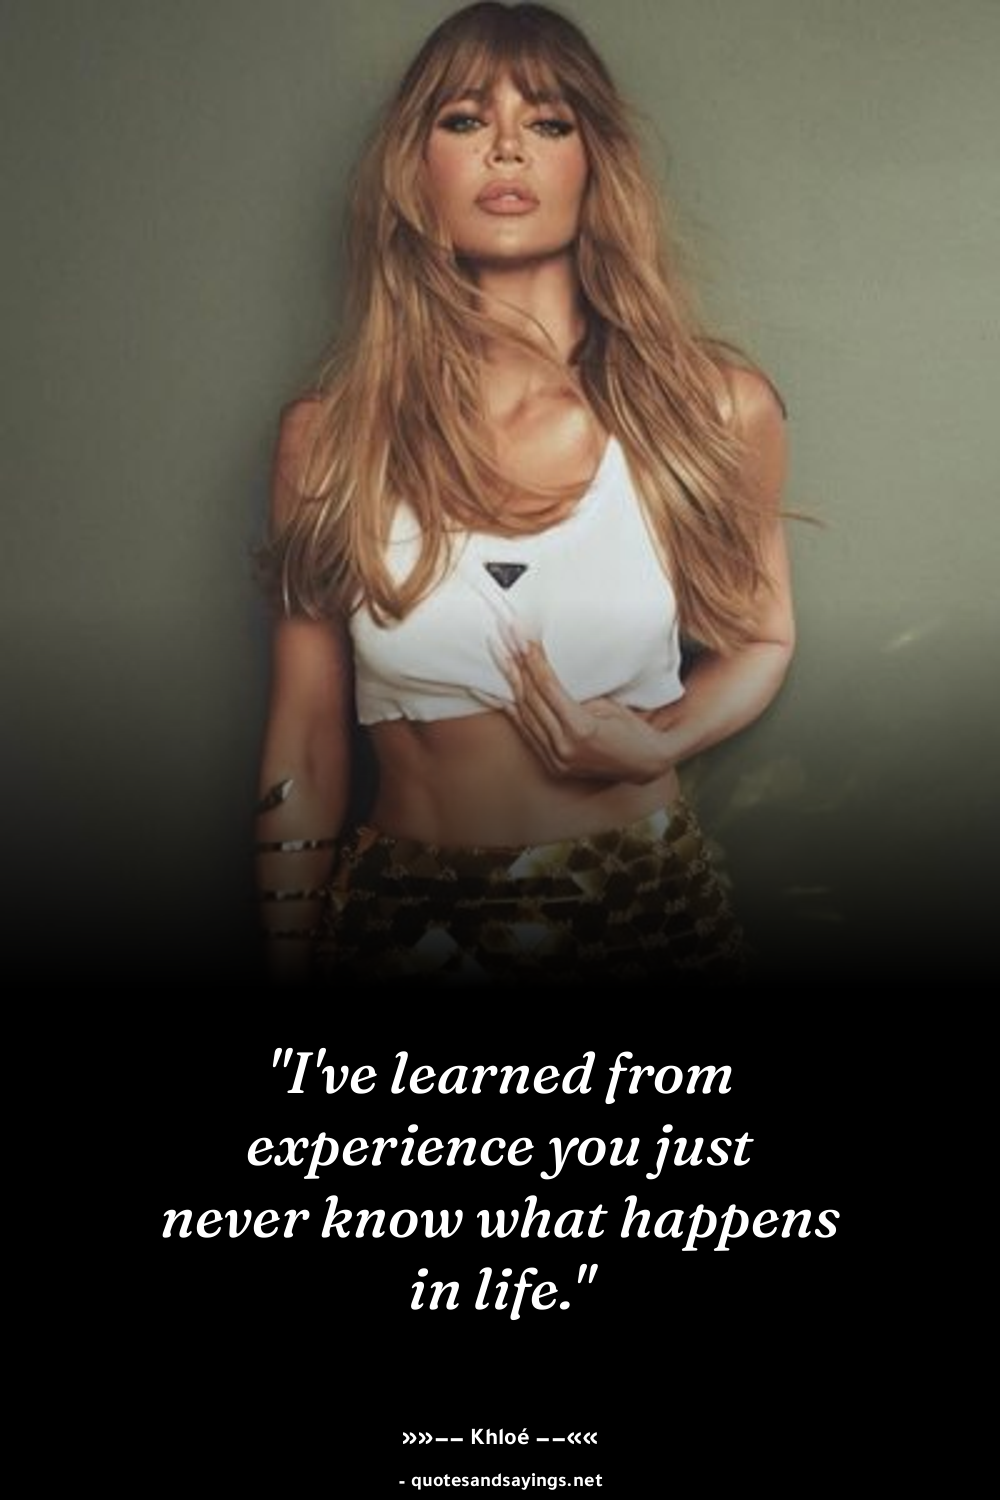 "I've learned from
experience you just
never know what happens
in life."
»»–– Khloé ––««
- quotesandsayings.net